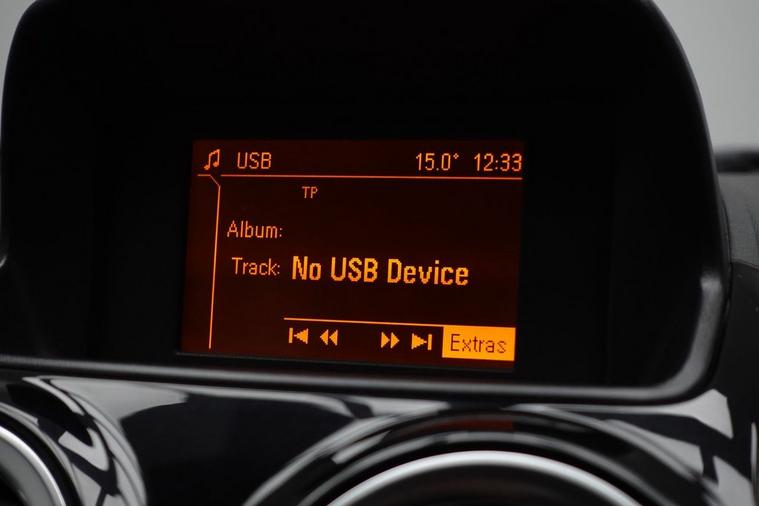 USB 15.0° 12:33
TP
Album:
Track: No USB Device
Extras